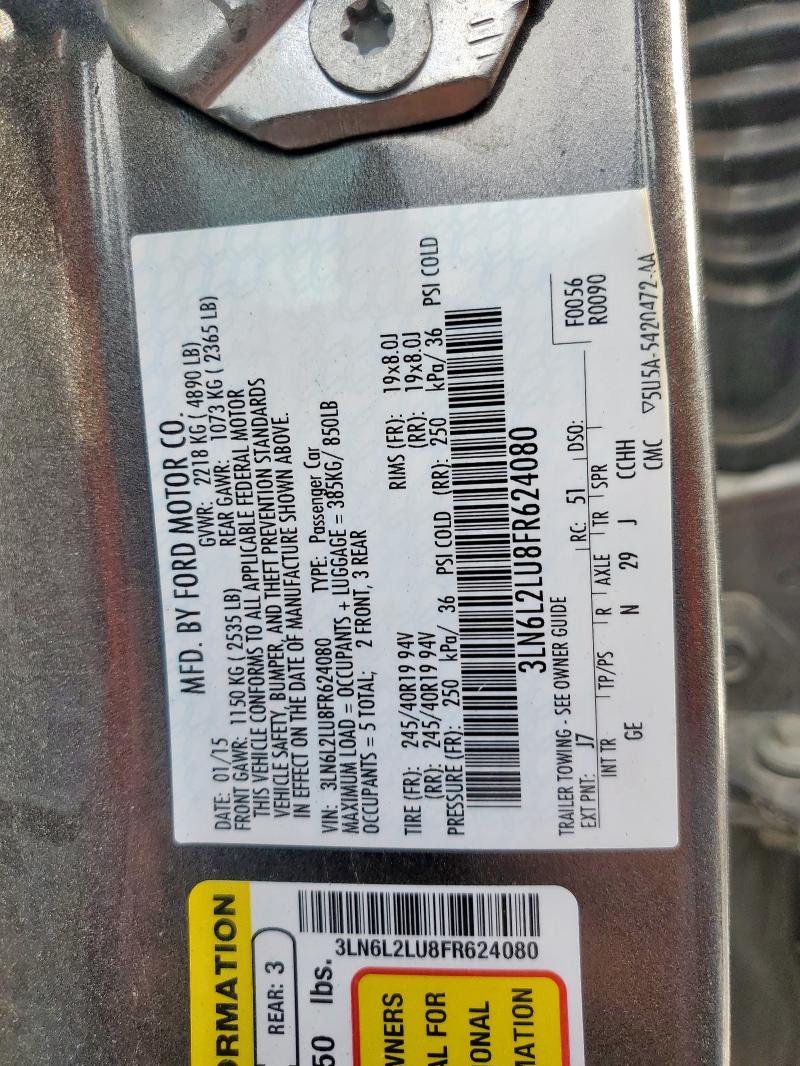 MFD. BY FORD MOTOR CO.
DATE: 01/15 GVWR: 2218 KG ( 4890 LB)
FRONT GAWR: 1150 KG ( 2535 LB) REAR GAWR: 1073 KG ( 2365 LB)
THIS VEHICLE CONFORMS TO ALL APPLICABLE FEDERAL MOTOR
VEHICLE SAFETY, BUMPER, AND THEFT PREVENTION STANDARDS
IN EFFECT ON THE DATE OF MANUFACTURE SHOWN ABOVE.
VIN: 3LN6L2LU8FR624080 TYPE: Passenger Car
MAXIMUM LOAD = OCCUPANTS + LUGGAGE = 385KG/ 850LB
OCCUPANTS = 5 TOTAL; 2 FRONT, 3 REAR
TIRE (FR): 245/40R19 94V RIMS (FR): 19x8.0J
(RR): 245/40R19 94V (RR): 19x8.0J
PRESSURE (FR): 250 kPa/ 36 PSI COLD (RR): 250 kPa/ 36 PSI COLD
3LN6L2LU8FR624080
TRAILER TOWING - SEE OWNER GUIDE F0056
EXT PNT: J7 RC: 51 DSO: R0090
INT TR TP/PS R AXLE TR SPR
GE N 29 J CCHH
CMC ▽5U5A-5420472-AA
ORMATION
REAR: 3
50 lbs.
3LN6L2LU8FR624080
WNERS
AL FOR
IONAL
MATION